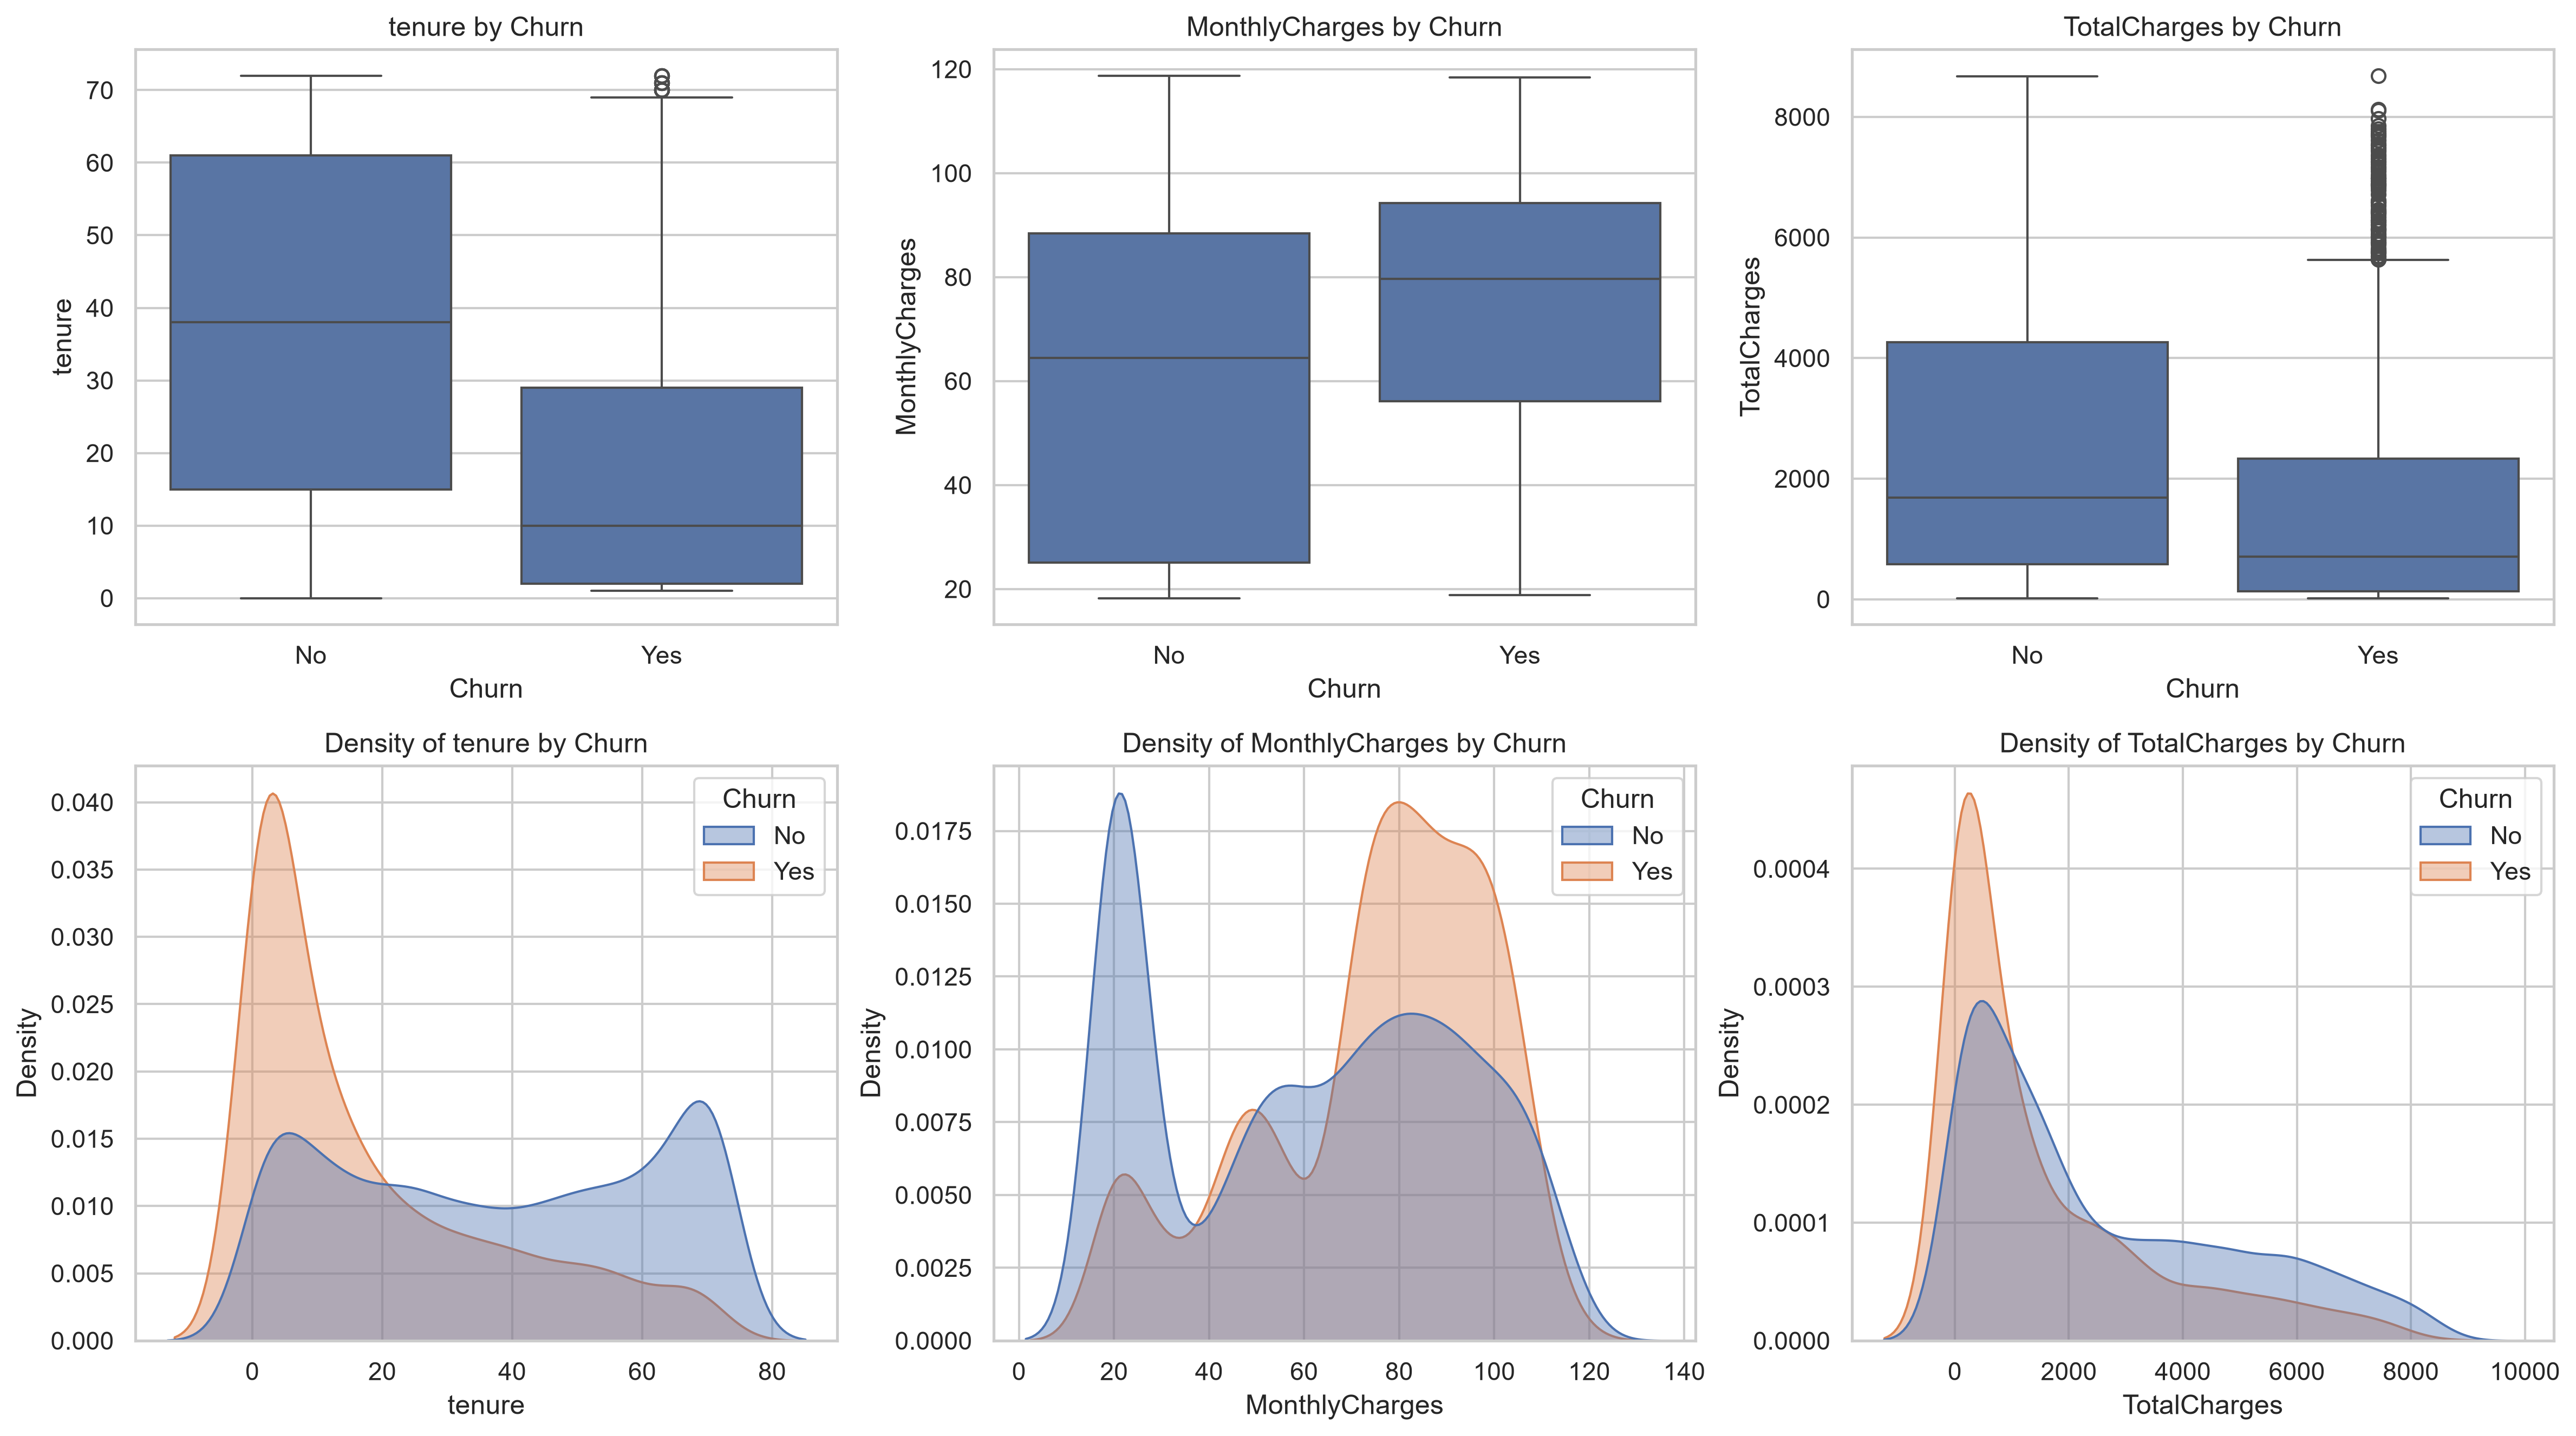 tenure by Churn
tenure
70
60
50
40
30
20
10
0
No Yes
Churn
MonthlyCharges by Churn
MonthlyCharges
120
100
80
60
40
20
No Yes
Churn
TotalCharges by Churn
TotalCharges
8000
6000
4000
2000
0
No Yes
Churn
Density of tenure by Churn
Density
0.040
0.035
0.030
0.025
0.020
0.015
0.010
0.005
0.000
0 20 40 60 80
tenure
Churn
No
Yes
Density of MonthlyCharges by Churn
Density
0.0175
0.0150
0.0125
0.0100
0.0075
0.0050
0.0025
0.0000
0 20 40 60 80 100 120 140
MonthlyCharges
Churn
No
Yes
Density of TotalCharges by Churn
Density
0.0004
0.0003
0.0002
0.0001
0.0000
0 2000 4000 6000 8000 10000
TotalCharges
Churn
No
Yes